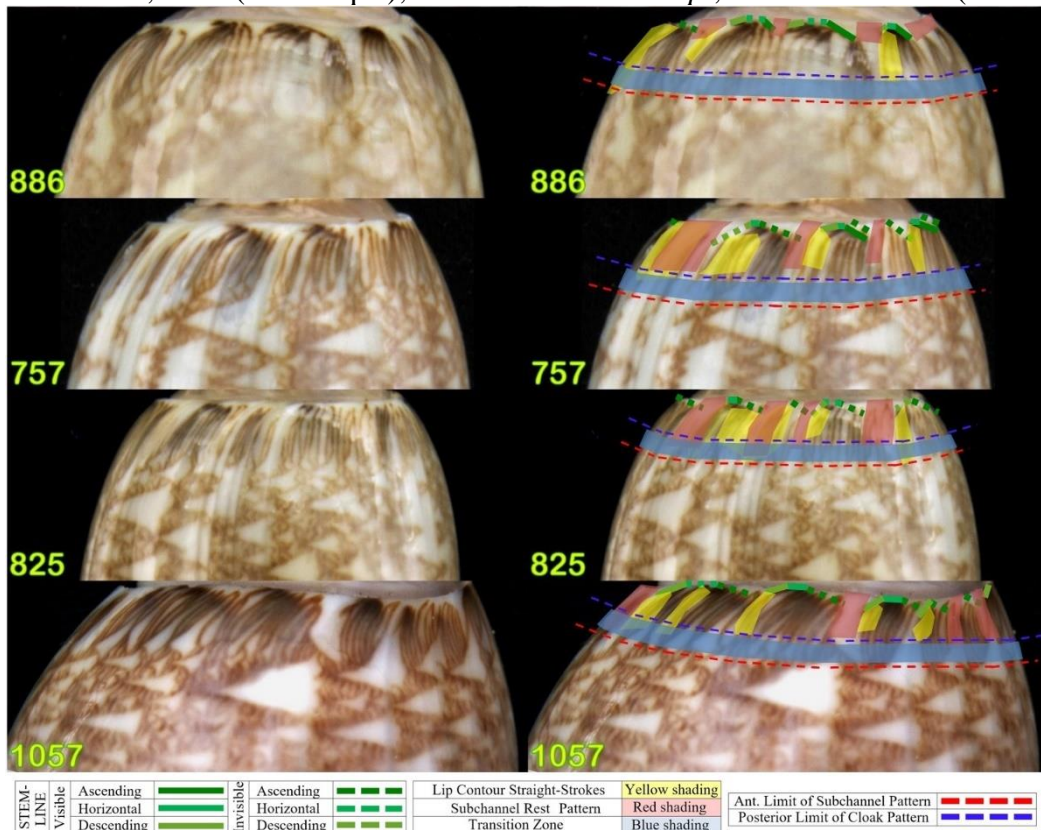 886
886
757
757
825
825
1057
1057
STEM-LINE
Visible
Ascending
Horizontal
Descending
Invisible
Ascending
Horizontal
Descending
Lip Contour Straight-Strokes
Yellow shading
Subchannel Rest Pattern
Red shading
Transition Zone
Blue shading
Ant. Limit of Subchannel Pattern
Posterior Limit of Cloak Pattern